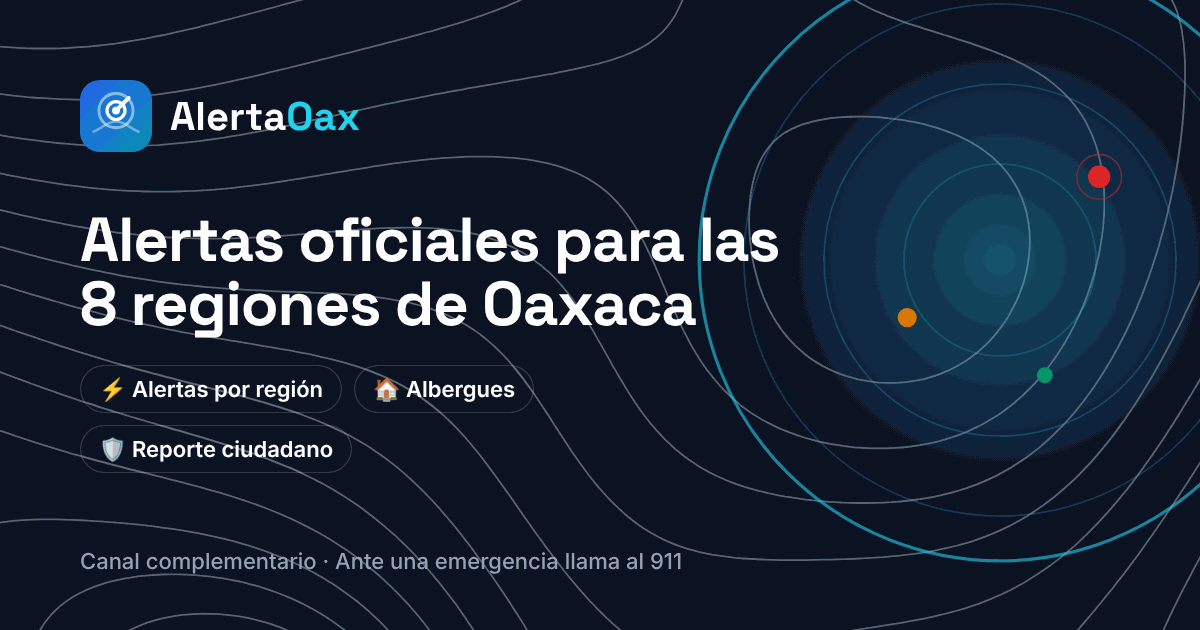 AlertaOax
Alertas oficiales para las
8 regiones de Oaxaca
⚡ Alertas por región
🏠 Albergues
🛡️ Reporte ciudadano
Canal complementario · Ante una emergencia llama al 911